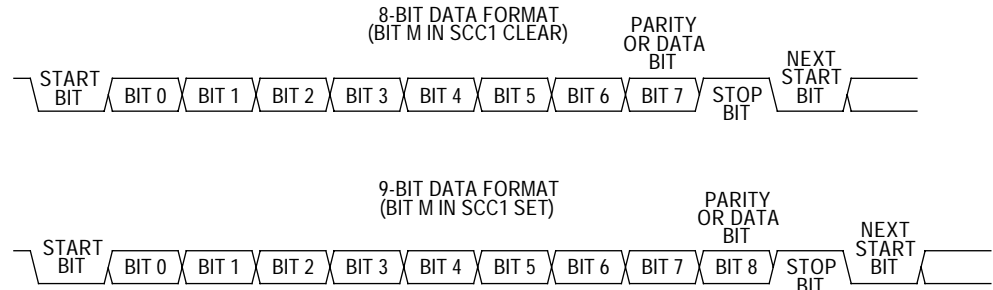 8-BIT DATA FORMAT
(BIT M IN SCC1 CLEAR)
PARITY
OR DATA
BIT
START
BIT
BIT 0
BIT 1
BIT 2
BIT 3
BIT 4
BIT 5
BIT 6
BIT 7
STOP
BIT
NEXT
START
BIT
9-BIT DATA FORMAT
(BIT M IN SCC1 SET)
PARITY
OR DATA
BIT
START
BIT
BIT 0
BIT 1
BIT 2
BIT 3
BIT 4
BIT 5
BIT 6
BIT 7
BIT 8
STOP
BIT
NEXT
START
BIT